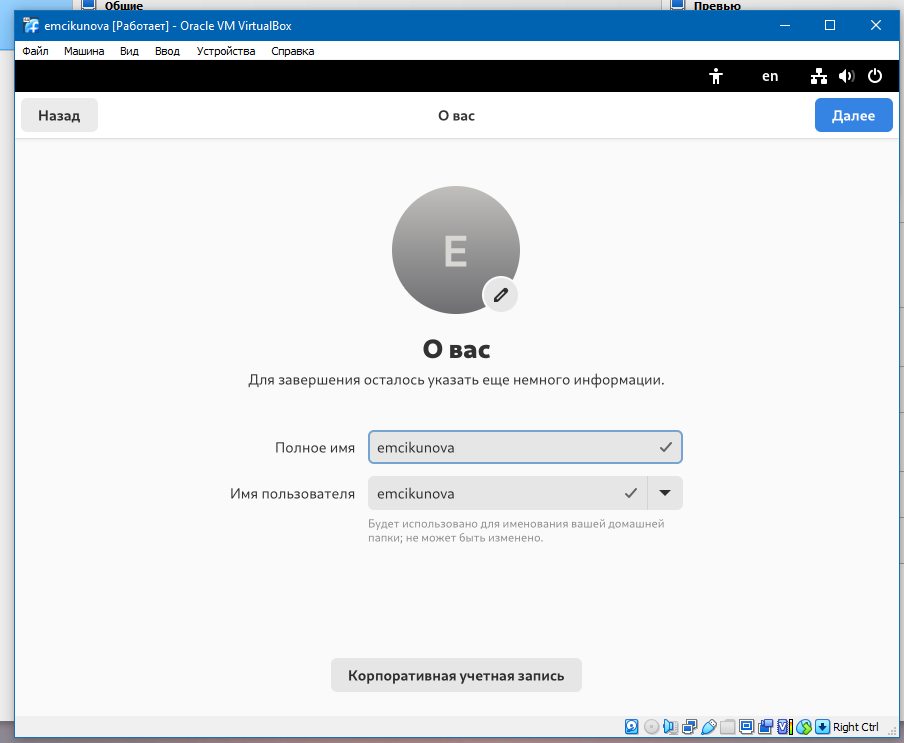 Общие
Превью
emcikunova [Работает] - Oracle VM VirtualBox
Файл Машина Вид Ввод Устройства Справка
en
Назад
О вас
Далее
E
О вас
Для завершения осталось указать еще немного информации.
Полное имя emcikunova
Имя пользователя emcikunova
Будет использовано для именования вашей домашней
папки; не может быть изменено.
Корпоративная учетная запись
Right Ctrl